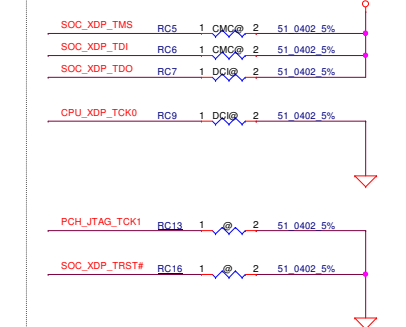 SOC_XDP_TMS RC5 1 CMC@ 2 51_0402_5%
SOC_XDP_TDI RC6 1 CMC@ 2 51_0402_5%
SOC_XDP_TDO RC7 1 DCI@ 2 51_0402_5%
CPU_XDP_TCK0 RC9 1 DCI@ 2 51_0402_5%
PCH_JTAG_TCK1 RC13 1 @ 2 51_0402_5%
SOC_XDP_TRST# RC16 1 @ 2 51_0402_5%